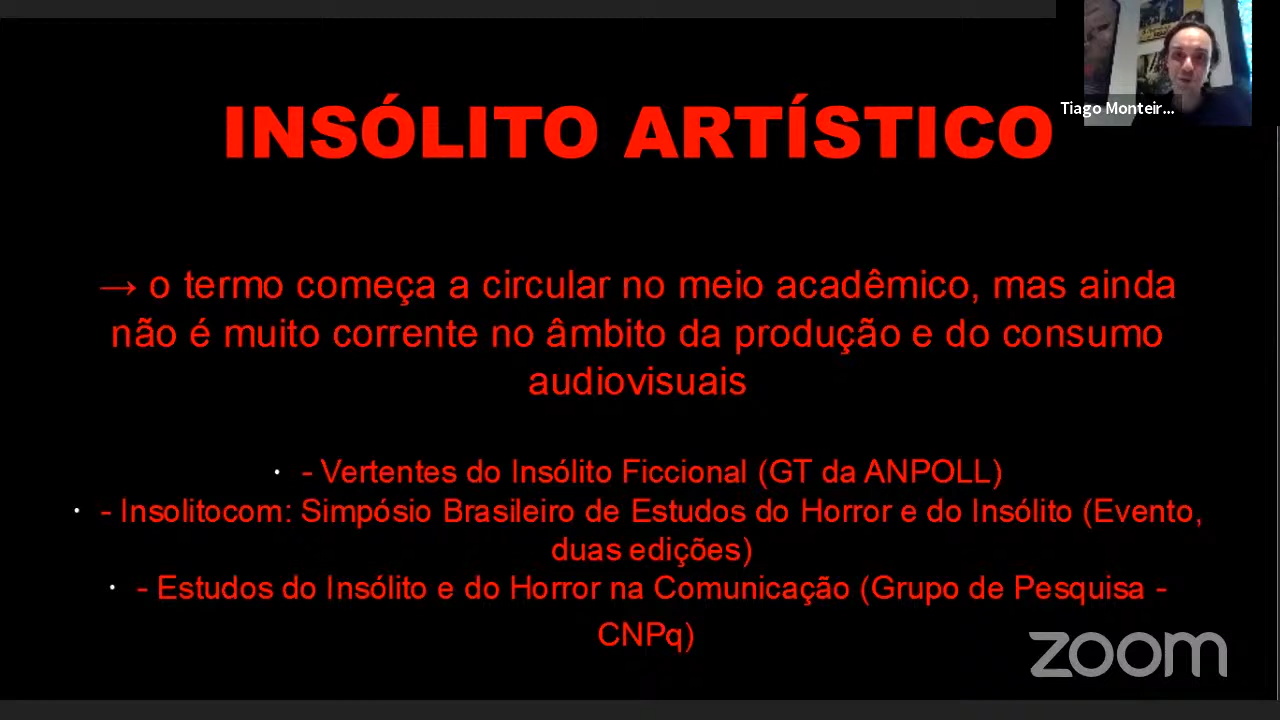 INSÓLITO ARTÍSTICO
Tiago Monteir...
→ o termo começa a circular no meio acadêmico, mas ainda
não é muito corrente no âmbito da produção e do consumo
audiovisuais
• - Vertentes do Insólito Ficcional (GT da ANPOLL)
• - Insolitocom: Simpósio Brasileiro de Estudos do Horror e do Insólito (Evento,
duas edições)
• - Estudos do Insólito e do Horror na Comunicação (Grupo de Pesquisa -
CNPq)
zoom